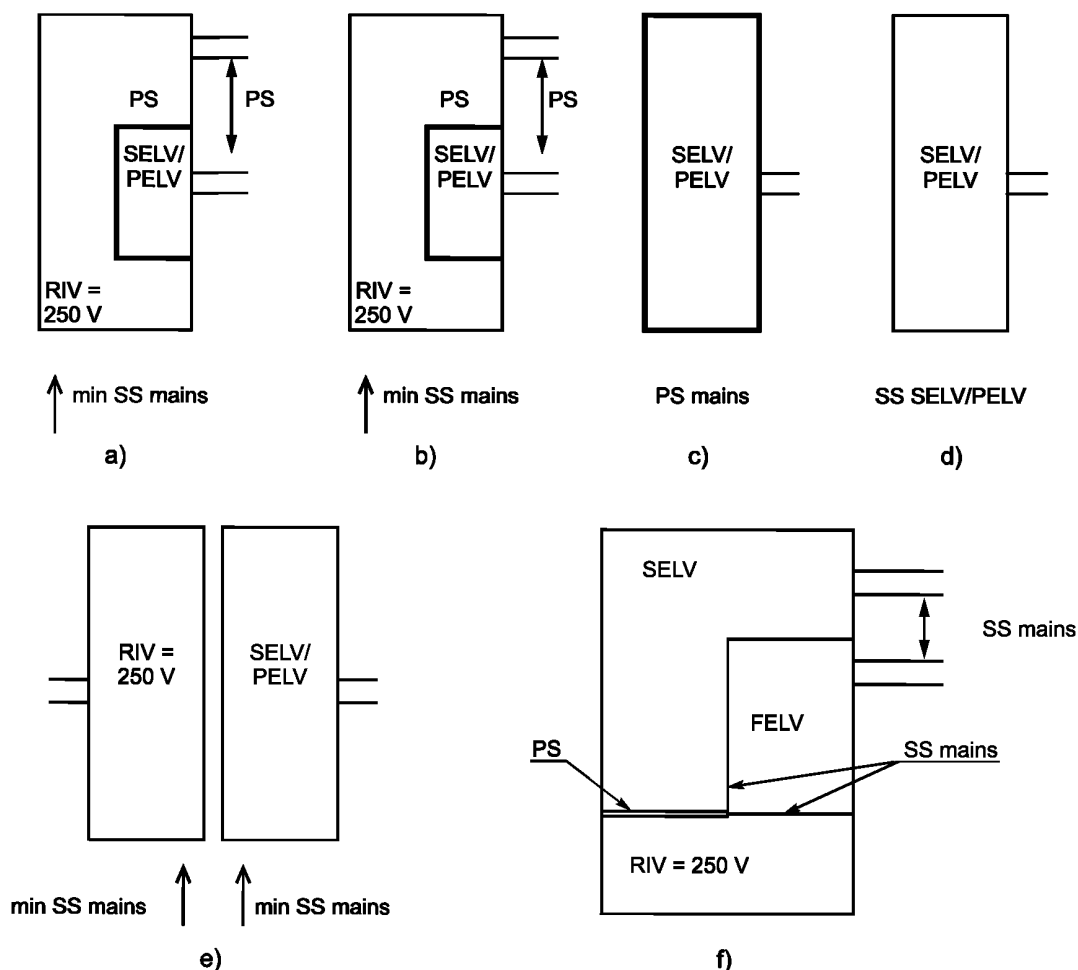 PS
PS
SELV/
PELV
RIV =
250 V
min SS mains
a)
PS
PS
SELV/
PELV
RIV =
250 V
min SS mains
b)
SELV/
PELV
PS mains
c)
SELV/
PELV
SS SELV/PELV
d)
RIV =
250 V
SELV/
PELV
min SS mains
min SS mains
e)
SELV
SS mains
FELV
PS
SS mains
RIV = 250 V
f)